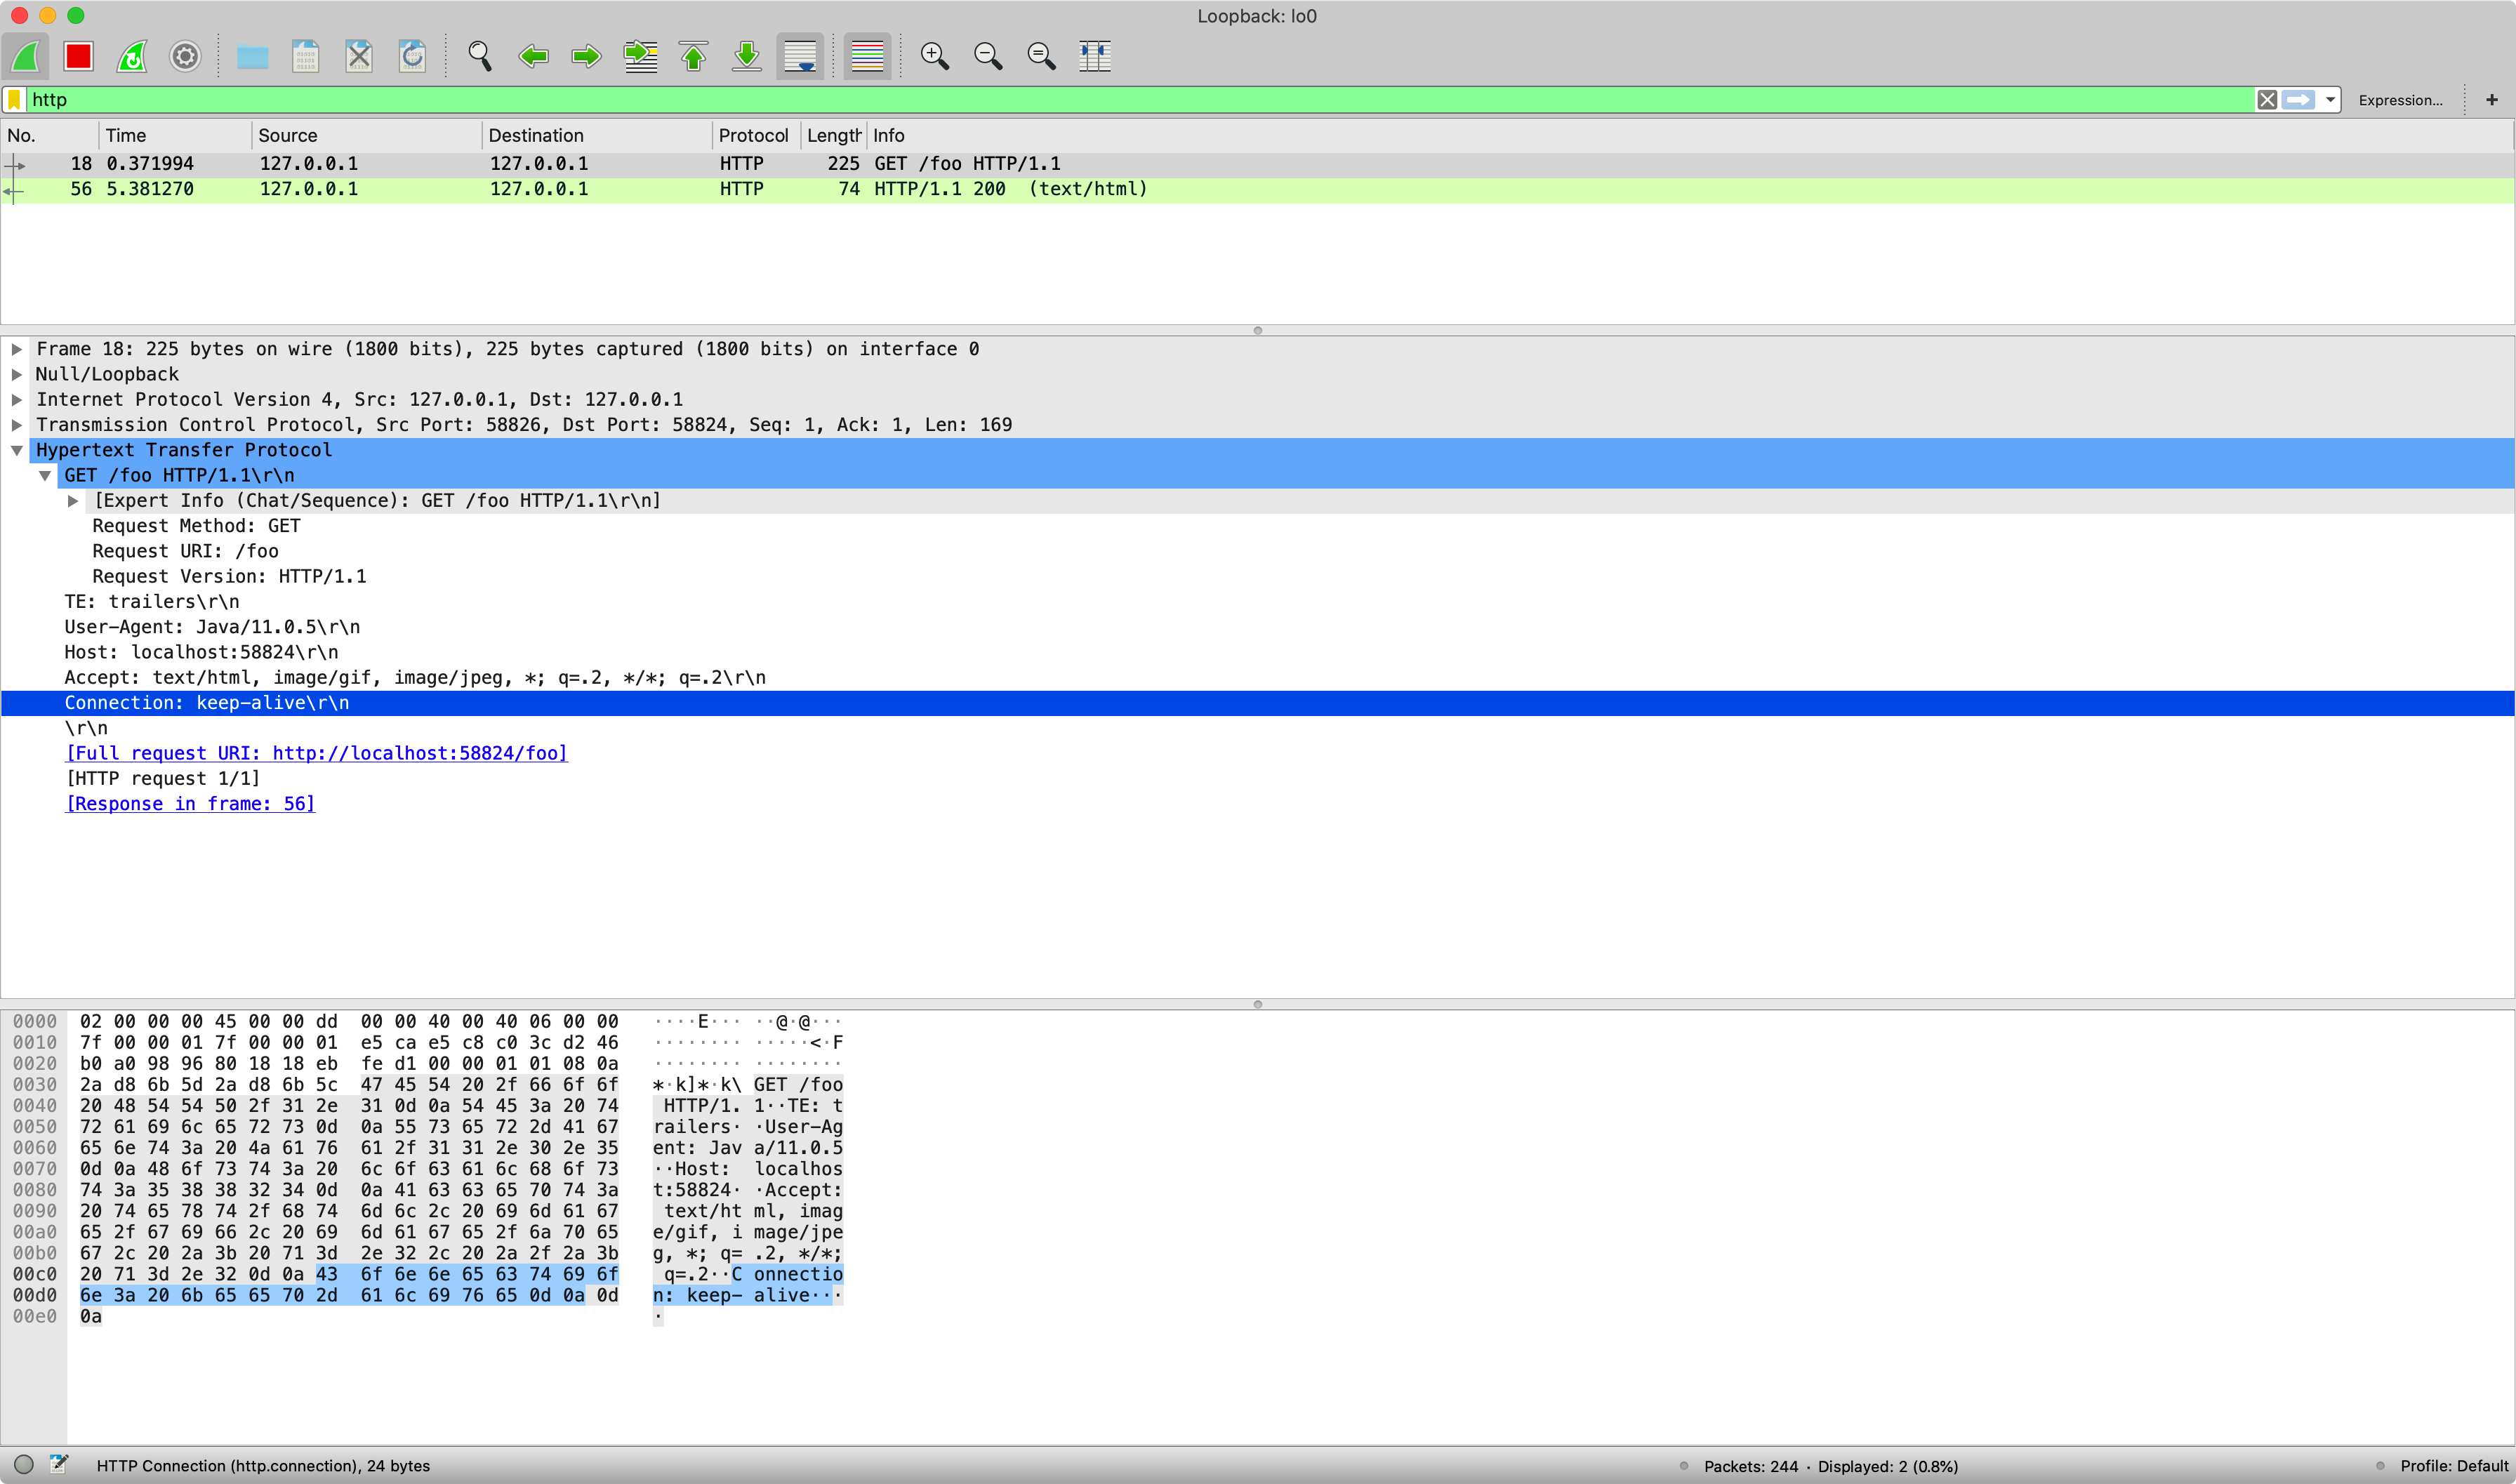 Loopback: lo0
http
Expression...
+
No. Time Source Destination Protocol Length Info
18 0.371994 127.0.0.1 127.0.0.1 HTTP 225 GET /foo HTTP/1.1
56 5.381270 127.0.0.1 127.0.0.1 HTTP 74 HTTP/1.1 200 (text/html)
Frame 18: 225 bytes on wire (1800 bits), 225 bytes captured (1800 bits) on interface 0
Null/Loopback
Internet Protocol Version 4, Src: 127.0.0.1, Dst: 127.0.0.1
Transmission Control Protocol, Src Port: 58826, Dst Port: 58824, Seq: 1, Ack: 1, Len: 169
Hypertext Transfer Protocol
GET /foo HTTP/1.1\r\n
[Expert Info (Chat/Sequence): GET /foo HTTP/1.1\r\n]
Request Method: GET
Request URI: /foo
Request Version: HTTP/1.1
TE: trailers\r\n
User-Agent: Java/11.0.5\r\n
Host: localhost:58824\r\n
Accept: text/html, image/gif, image/jpeg, *; q=.2, */*; q=.2\r\n
Connection: keep-alive\r\n
\r\n
[Full request URI: http://localhost:58824/foo]
[HTTP request 1/1]
[Response in frame: 56]
0000 02 00 00 00 45 00 00 dd 00 00 40 00 40 06 00 00 ····E··· ··@·@···
0010 7f 00 00 01 7f 00 00 01 e5 ca e5 c8 c0 3c d2 46 ········ ·····<·F
0020 b0 a0 98 96 80 18 18 eb fe d1 00 00 01 01 08 0a ········ ········
0030 2a d8 6b 5d 2a d8 6b 5c 47 45 54 20 2f 66 6f 6f *·k]*·k\ GET /foo
0040 20 48 54 54 50 2f 31 2e 31 0d 0a 54 45 3a 20 74 HTTP/1. 1··TE: t
0050 72 61 69 6c 65 72 73 0d 0a 55 73 65 72 2d 41 67 railers· ·User-Ag
0060 65 6e 74 3a 20 4a 61 76 61 2f 31 31 2e 30 2e 35 ent: Jav a/11.0.5
0070 0d 0a 48 6f 73 74 3a 20 6c 6f 63 61 6c 68 6f 73 ··Host: localhos
0080 74 3a 35 38 38 32 34 0d 0a 41 63 63 65 70 74 3a t:58824· ·Accept:
0090 20 74 65 78 74 2f 68 74 6d 6c 2c 20 69 6d 61 67 text/ht ml, imag
00a0 65 2f 67 69 66 2c 20 69 6d 61 67 65 2f 6a 70 65 e/gif, i mage/jpe
00b0 67 2c 20 2a 3b 20 71 3d 2e 32 2c 20 2a 2f 2a 3b g, *; q= .2, */*;
00c0 20 71 3d 2e 32 0d 0a 43 6f 6e 6e 65 63 74 69 6f q=.2··C onnectio
00d0 6e 3a 20 6b 65 65 70 2d 61 6c 69 76 65 0d 0a 0d n: keep- alive···
00e0 0a ·
HTTP Connection (http.connection), 24 bytes
Packets: 244 · Displayed: 2 (0.8%)
Profile: Default